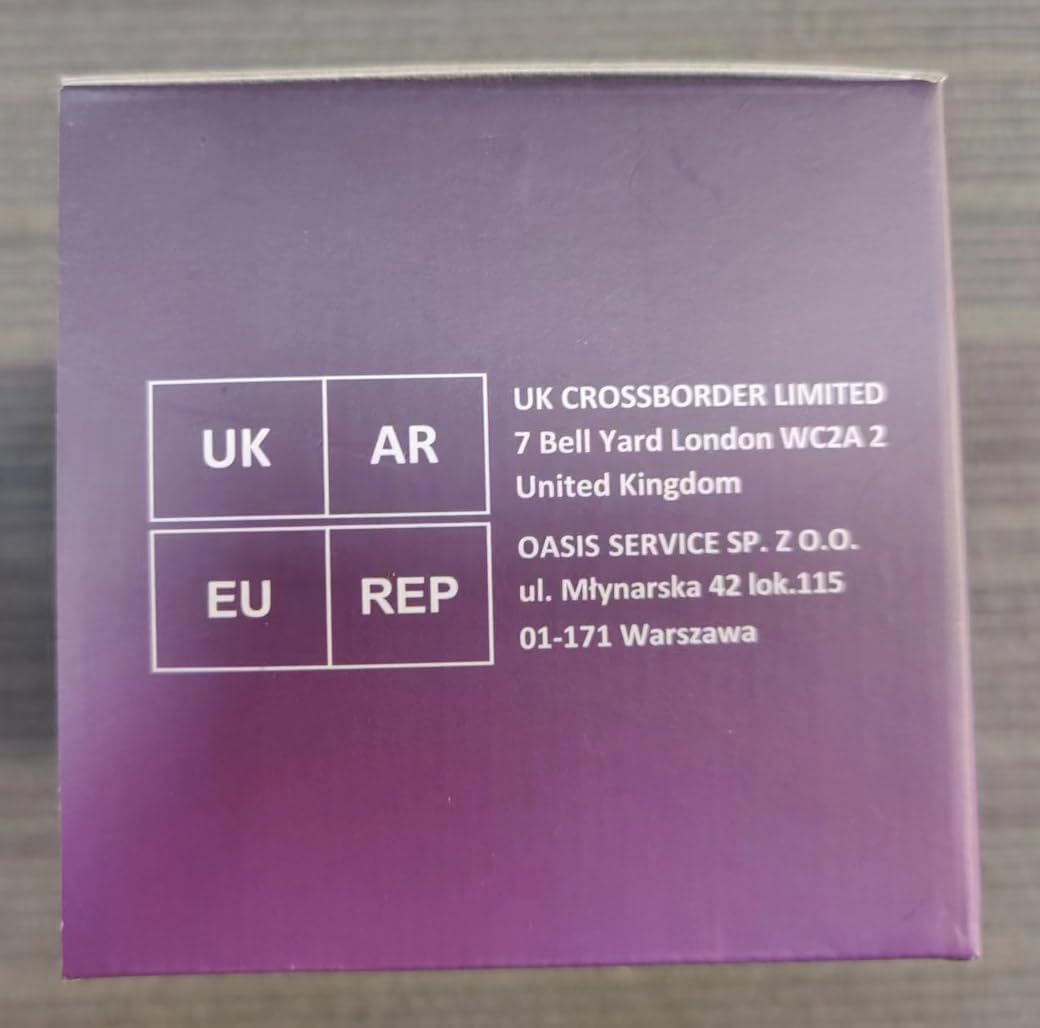 UK AR
UK CROSSBORDER LIMITED
7 Bell Yard London WC2A 2
United Kingdom
EU REP
OASIS SERVICE SP. Z O.O.
ul. Młynarska 42 lok.115
01-171 Warszawa